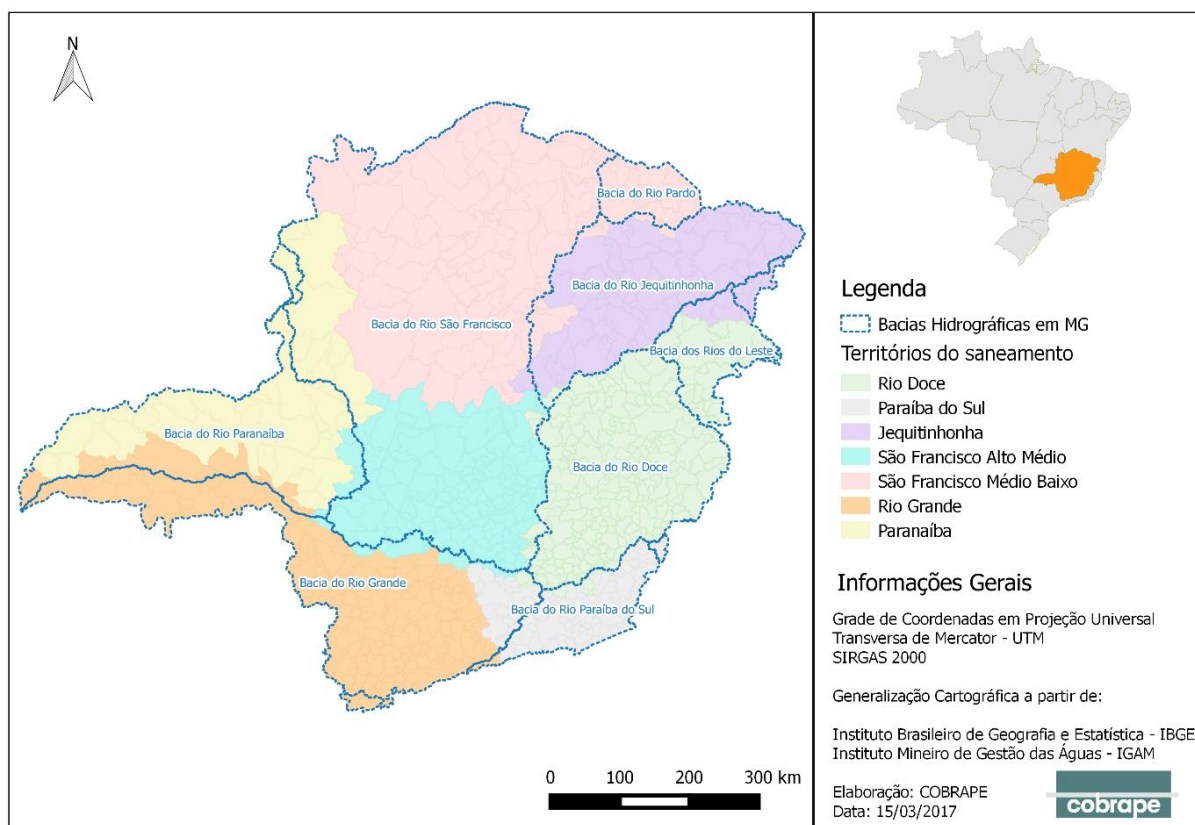 N
Bacia do Rio Pardo
Bacia do Rio Jequitinhonha
Bacia do Rio São Francisco
Bacia dos Rios do Leste
Bacia do Rio Paranaíba
Bacia do Rio Doce
Bacia do Rio Grande
Bacia do Rio Paraíba do Sul
0 100 200 300 km
Legenda
Bacias Hidrográficas em MG
Territórios do saneamento
Rio Doce
Paraíba do Sul
Jequitinhonha
São Francisco Alto Médio
São Francisco Médio Baixo
Rio Grande
Paranaíba
Informações Gerais
Grade de Coordenadas em Projeção Universal
Transversa de Mercator - UTM
SIRGAS 2000
Generalização Cartográfica a partir de:
Instituto Brasileiro de Geografia e Estatística - IBGE
Instituto Mineiro de Gestão das Águas - IGAM
Elaboração: COBRAPE
Data: 15/03/2017
cobrape